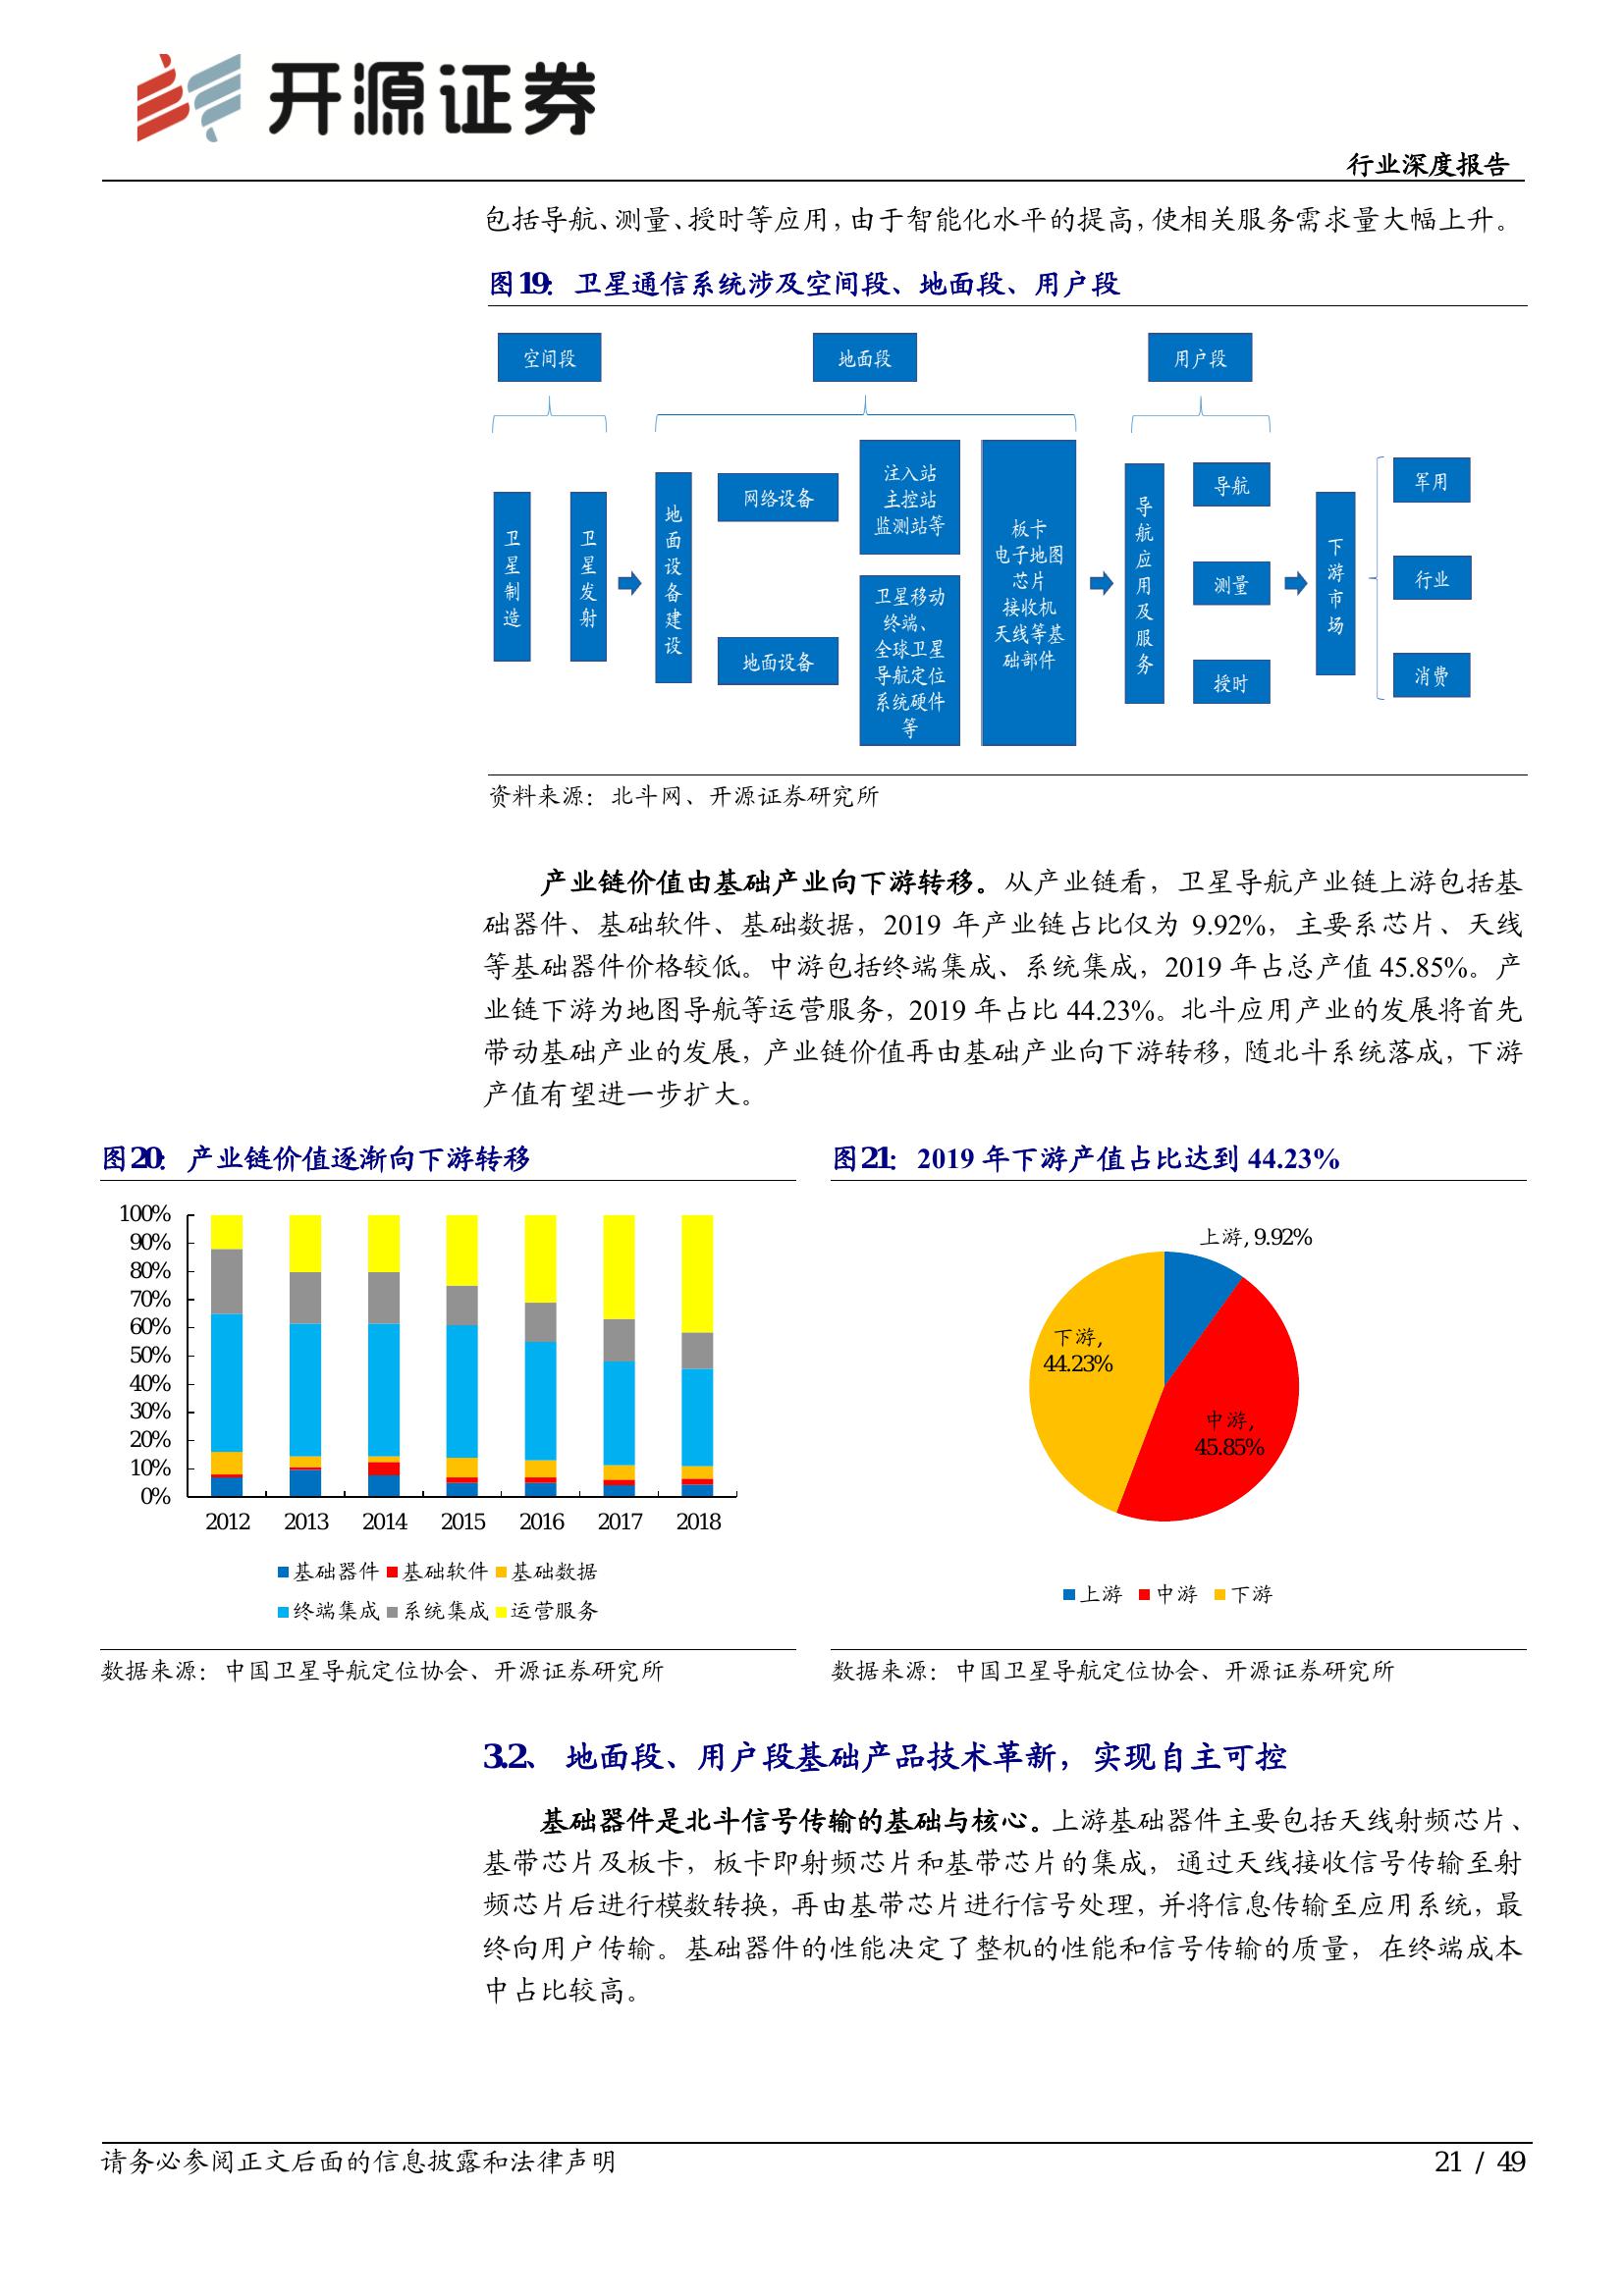 开源证券
行业深度报告
包括导航、测量、授时等应用，由于智能化水平的提高，使相关服务需求量大幅上升。
图19： 卫星通信系统涉及空间段、地面段、用户段
空间段
地面段
用户段
卫星制造
卫星发射
地面设备建设
网络设备
地面设备
注入站
主控站
监测站等
卫星移动
终端、
全球卫星
导航定位
系统硬件
等
板卡
电子地图
芯片
接收机
天线等基
础部件
导航应用及服务
导航
测量
授时
下游市场
军用
行业
消费
资料来源：北斗网、开源证券研究所
产业链价值由基础产业向下游转移。从产业链看，卫星导航产业链上游包括基
础器件、基础软件、基础数据，2019 年产业链占比仅为 9.92%，主要系芯片、天线
等基础器件价格较低。中游包括终端集成、系统集成，2019 年占总产值 45.85%。产
业链下游为地图导航等运营服务，2019 年占比 44.23%。北斗应用产业的发展将首先
带动基础产业的发展，产业链价值再由基础产业向下游转移，随北斗系统落成，下游
产值有望进一步扩大。
图20： 产业链价值逐渐向下游转移
100%
90%
80%
70%
60%
50%
40%
30%
20%
10%
0%
2012 2013 2014 2015 2016 2017 2018
基础器件 基础软件 基础数据
终端集成 系统集成 运营服务
数据来源：中国卫星导航定位协会、开源证券研究所
图21： 2019 年下游产值占比达到 44.23%
上游, 9.92%
下游,
44.23%
中游,
45.85%
上游 中游 下游
数据来源：中国卫星导航定位协会、开源证券研究所
3.2、 地面段、用户段基础产品技术革新，实现自主可控
基础器件是北斗信号传输的基础与核心。上游基础器件主要包括天线射频芯片、
基带芯片及板卡，板卡即射频芯片和基带芯片的集成，通过天线接收信号传输至射
频芯片后进行模数转换，再由基带芯片进行信号处理，并将信息传输至应用系统，最
终向用户传输。基础器件的性能决定了整机的性能和信号传输的质量，在终端成本
中占比较高。
请务必参阅正文后面的信息披露和法律声明
21 / 49